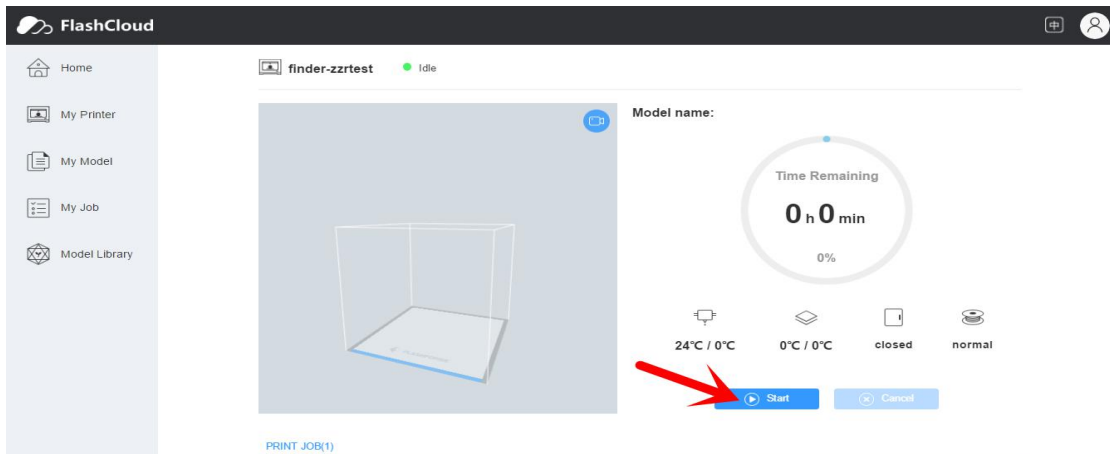 FlashCloud
中
Home
My Printer
My Model
My Job
Model Library
finder-zzrtest
Idle
Model name:
Time Remaining
0 h 0 min
0%
24℃ / 0℃
0℃ / 0℃
closed
normal
Start
Cancel
PRINT JOB(1)